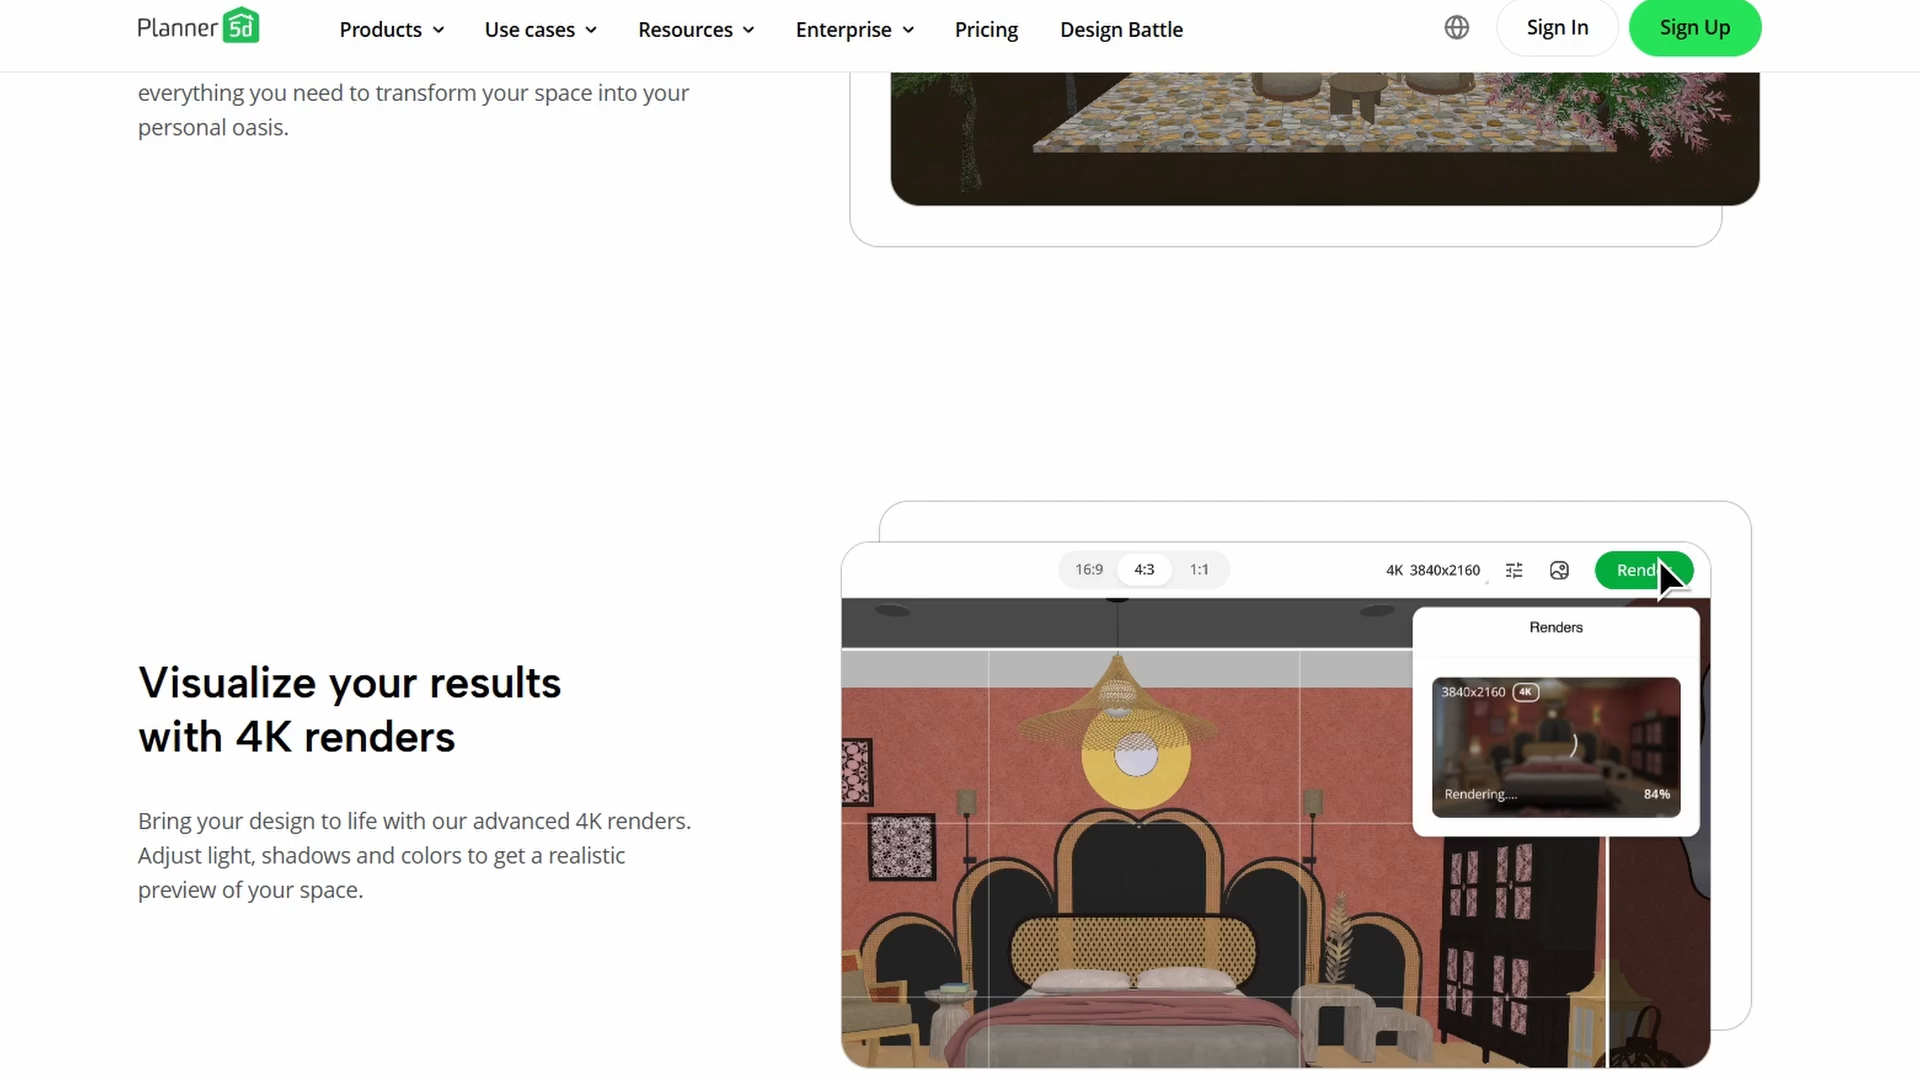 Planner 5d
Products
Use cases
Resources
Enterprise
Pricing
Design Battle
Sign In
Sign Up
everything you need to transform your space into your
personal oasis.
16:9
4:3
1:1
4K 3840x2160
Renders
3840x2160 4K
Rendering....
84%
Visualize your results
with 4K renders
Bring your design to life with our advanced 4K renders.
Adjust light, shadows and colors to get a realistic
preview of your space.